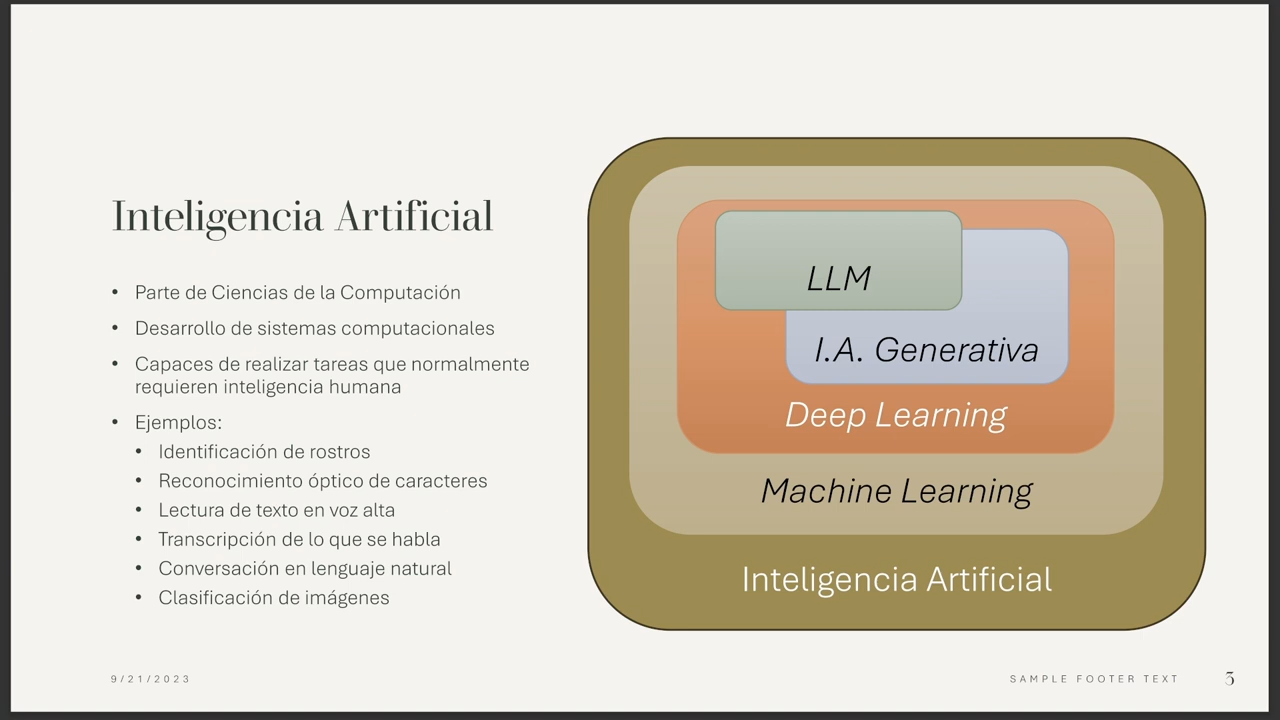 Inteligencia Artificial
• Parte de Ciencias de la Computación
• Desarrollo de sistemas computacionales
• Capaces de realizar tareas que normalmente
requieren inteligencia humana
• Ejemplos:
• Identificación de rostros
• Reconocimiento óptico de caracteres
• Lectura de texto en voz alta
• Transcripción de lo que se habla
• Conversación en lenguaje natural
• Clasificación de imágenes
LLM
I.A. Generativa
Deep Learning
Machine Learning
Inteligencia Artificial
9/21/2023
SAMPLE FOOTER TEXT
3